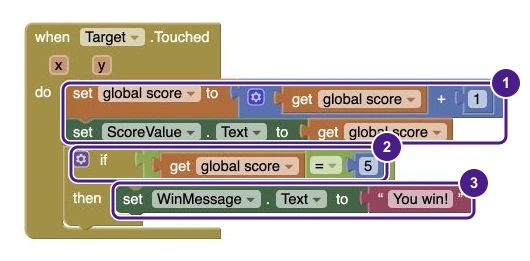 when Target .Touched
x y
do set global score to get global score + 1
1
set ScoreValue . Text to get global score
2
if get global score = 5
3
then set WinMessage . Text to " You win! "